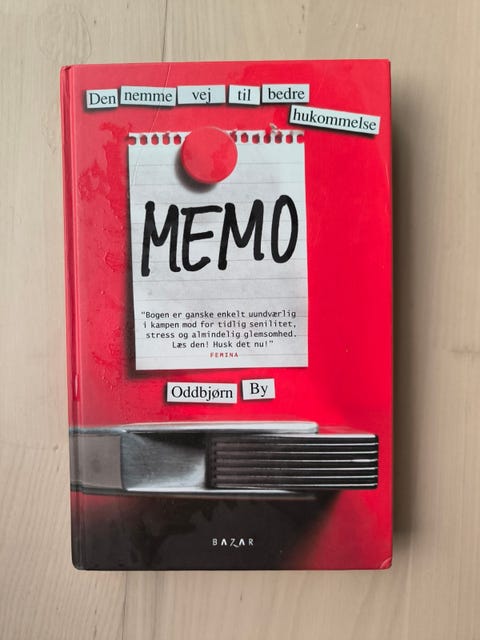 Den nemme vej til bedre
hukommelse
MEMO
"Bogen er ganske enkelt uundværlig
i kampen mod for tidlig senilitet,
stress og almindelig glemsomhed.
Læs den! Husk det nu!"
FEMINA
Oddbjørn By
BAZAR